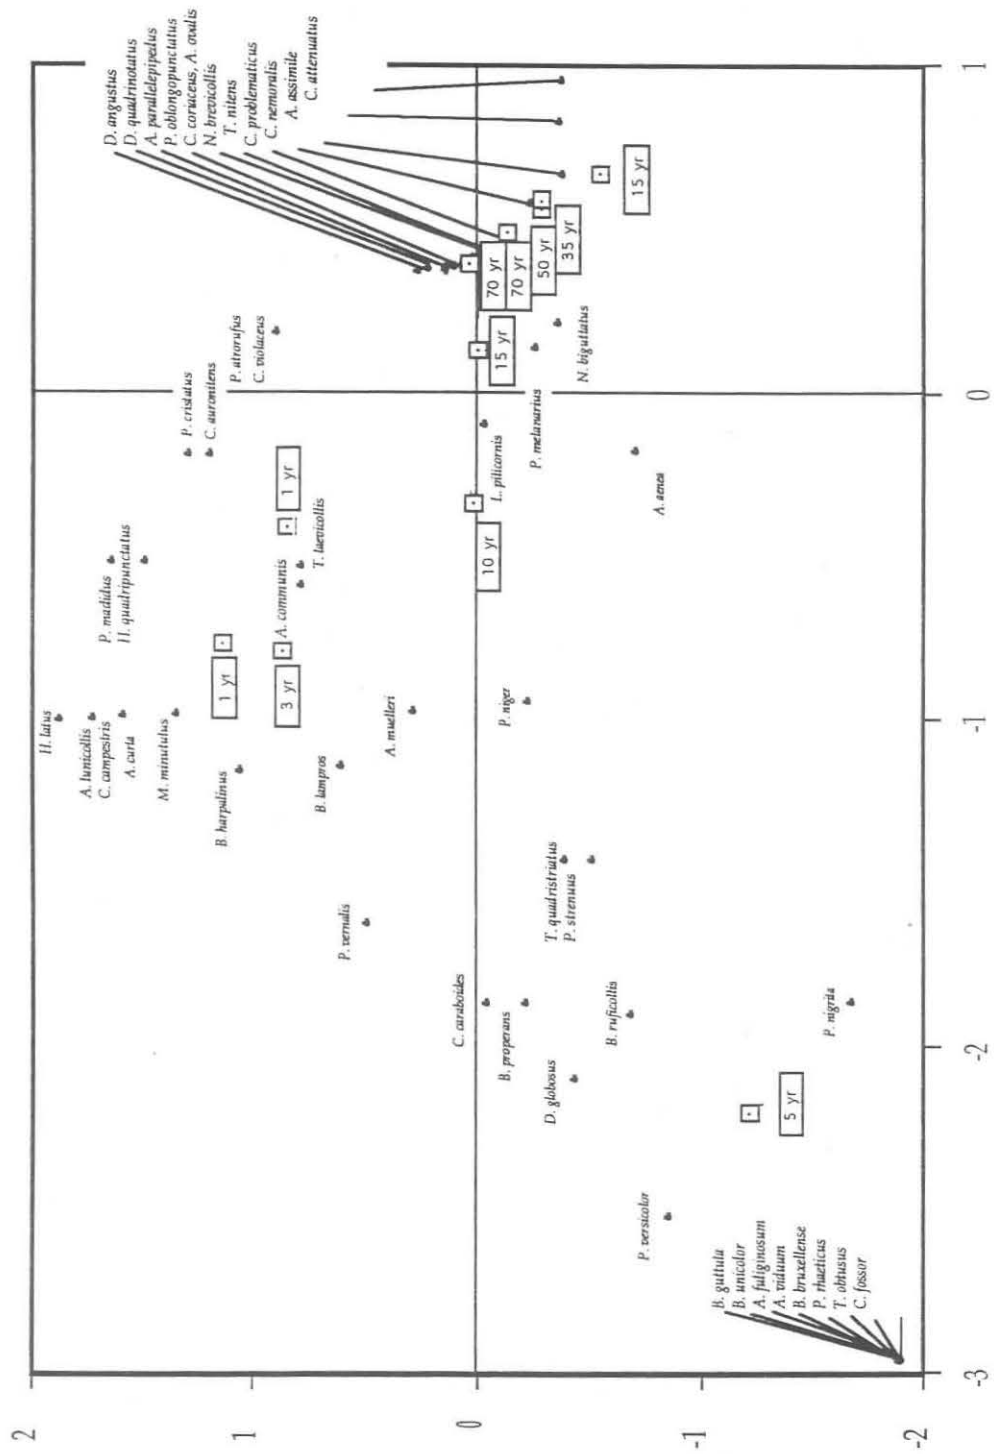 D. angustus
D. quadrinotatus
A. parallelepipedus
P. oblongopunctatus
C. coriaceus, A. ovalis
N. brevicollis
T. nitens
C. problematicus
C. nemoralis
A. assimile
C. attenuatus
2
1
0
-1
-2
H. latus
A. lunicollis
C. campestris
A. curta
M. minutulus
P. madidus
H. quadripunctatus
P. cristatus
C. auronitens
P. atrorufus
C. violaceus
B. harpalinus
1 yr
3 yr
A. communis
1 yr
T. laevicollis
B. lampros
A. muelleri
P. vernalis
C. caraboides
B. properans
D. globosus
T. quadristriatus
P. strenuus
B. ruficollis
P. nigrita
P. niger
10 yr
L. pilicornis
P. melanarius
A. aenea
N. biguttatus
15 yr
70 yr
70 yr
50 yr
35 yr
15 yr
5 yr
P. versicolor
B. guttula
B. unicolor
A. fuliginosum
A. viduum
B. bruxellense
P. rhaeticus
T. obtusus
C. fossor
-3
-2
-1
0
1